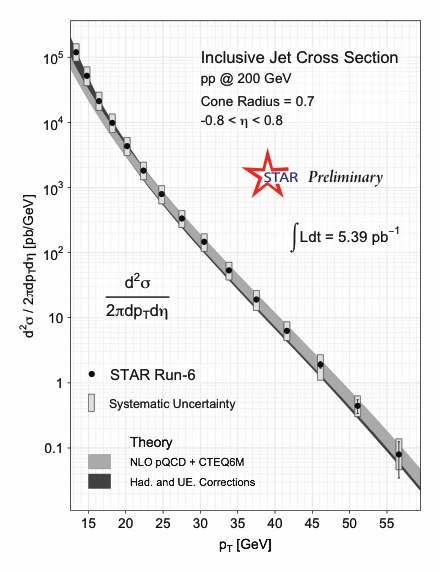 Inclusive Jet Cross Section
pp @ 200 GeV
Cone Radius = 0.7
-0.8 < η < 0.8
STAR Preliminary
∫Ldt = 5.39 pb⁻¹
d²σ
2πdp_Tdη
STAR Run-6
Systematic Uncertainty
Theory
NLO pQCD + CTEQ6M
Had. and UE. Corrections
d²σ / 2πdp_Tdη [pb/GeV]
10⁵
10⁴
10³
10²
10
1
0.1
15 20 25 30 35 40 45 50 55
p_T [GeV]